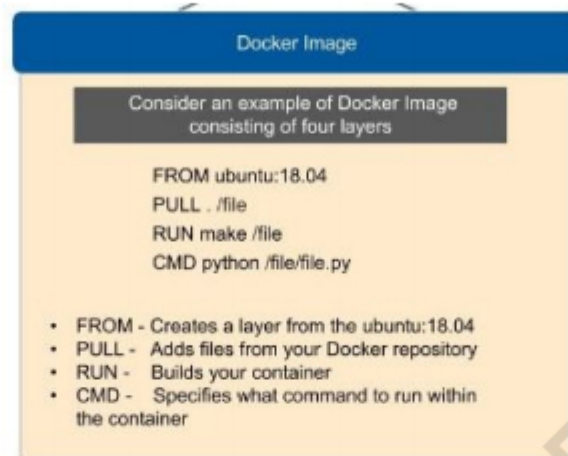 Docker Image
Consider an example of Docker Image
consisting of four layers
FROM ubuntu:18.04
PULL . /file
RUN make /file
CMD python /file/file.py
• FROM - Creates a layer from the ubuntu:18.04
• PULL - Adds files from your Docker repository
• RUN - Builds your container
• CMD - Specifies what command to run within
the container